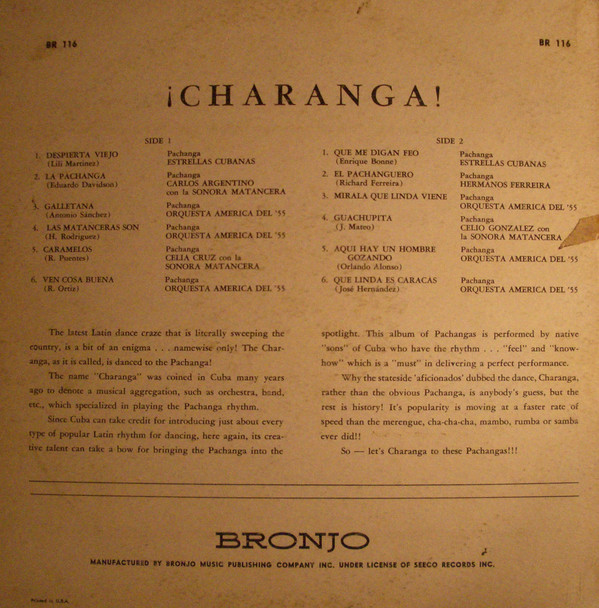 BR 116
BR 116
¡CHARANGA!
SIDE 1
1. DESPIERTA VIEJO Pachanga
(Lili Martinez) ESTRELLAS CUBANAS
2. LA PACHANGA Pachanga
(Eduardo Davidson) CARLOS ARGENTINO
con la SONORA MATANCERA
3. GALLETANA Pachanga
(Antonio Sánchez) ORQUESTA AMERICA DEL '55
4. LAS MATANCERAS SON Pachanga
(H. Rodriguez) ORQUESTA AMERICA DEL '55
5. CARAMELOS Pachanga
(R. Puentes) CELIA CRUZ con la
SONORA MATANCERA
6. VEN COSA BUENA Pachanga
(R. Ortiz) ORQUESTA AMERICA DEL '55
SIDE 2
1. QUE ME DIGAN FEO Pachanga
(Enrique Bonne) ESTRELLAS CUBANAS
2. EL PACHANGUERO Pachanga
(Richard Ferreira) HERMANOS FERREIRA
3. MIRALA QUE LINDA VIENE Pachanga
ORQUESTA AMERICA DEL '55
4. GUACHUPITA Pachanga
(J. Mateo) CELIO GONZALEZ con
la SONORA MATANCERA
5. AQUI HAY UN HOMBRE Pachanga
GOZANDO ORQUESTA AMERICA DEL '55
(Orlando Alonso)
6. QUE LINDA ES CARACAS Pachanga
(José Hernández) ORQUESTA AMERICA DEL '55
The latest Latin dance craze that is literally sweeping the
country, is a bit of an enigma . . . namewise only! The Char-
anga, as it is called, is danced to the Pachanga!
The name "Charanga" was coined in Cuba many years
ago to denote a musical aggregation, such as orchestra, band,
etc., which specialized in playing the Pachanga rhythm.
Since Cuba can take credit for introducing just about every
type of popular Latin rhythm for dancing, here again, its crea-
tive talent can take a bow for bringing the Pachanga into the
spotlight. This album of Pachangas is performed by native
"sons" of Cuba who have the rhythm . . . "feel" and "know-
how" which is a "must" in delivering a perfect performance.
Why the stateside 'aficionados' dubbed the dance, Charanga,
rather than the obvious Pachanga, is anybody's guess, but the
rest is history! It's popularity is moving at a faster rate of
speed than the merengue, cha-cha-cha, mambo, rumba or samba
ever did!!
So — let's Charanga to these Pachangas!!!
BRONJO
MANUFACTURED BY BRONJO MUSIC PUBLISHING COMPANY INC. UNDER LICENSE OF SEECO RECORDS INC.
Printed in U.S.A.